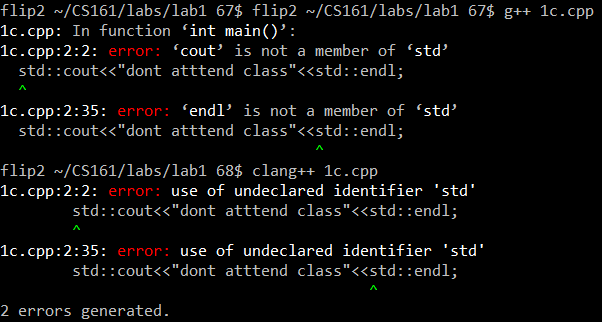 flip2 ~/CS161/labs/lab1 67$ flip2 ~/CS161/labs/lab1 67$ g++ 1c.cpp
1c.cpp: In function ‘int main()’:
1c.cpp:2:2: error: ‘cout’ is not a member of ‘std’
std::cout<<"dont atttend class"<<std::endl;
^
1c.cpp:2:35: error: ‘endl’ is not a member of ‘std’
std::cout<<"dont atttend class"<<std::endl;
^
flip2 ~/CS161/labs/lab1 68$ clang++ 1c.cpp
1c.cpp:2:2: error: use of undeclared identifier 'std'
std::cout<<"dont atttend class"<<std::endl;
^
1c.cpp:2:35: error: use of undeclared identifier 'std'
std::cout<<"dont atttend class"<<std::endl;
^
2 errors generated.